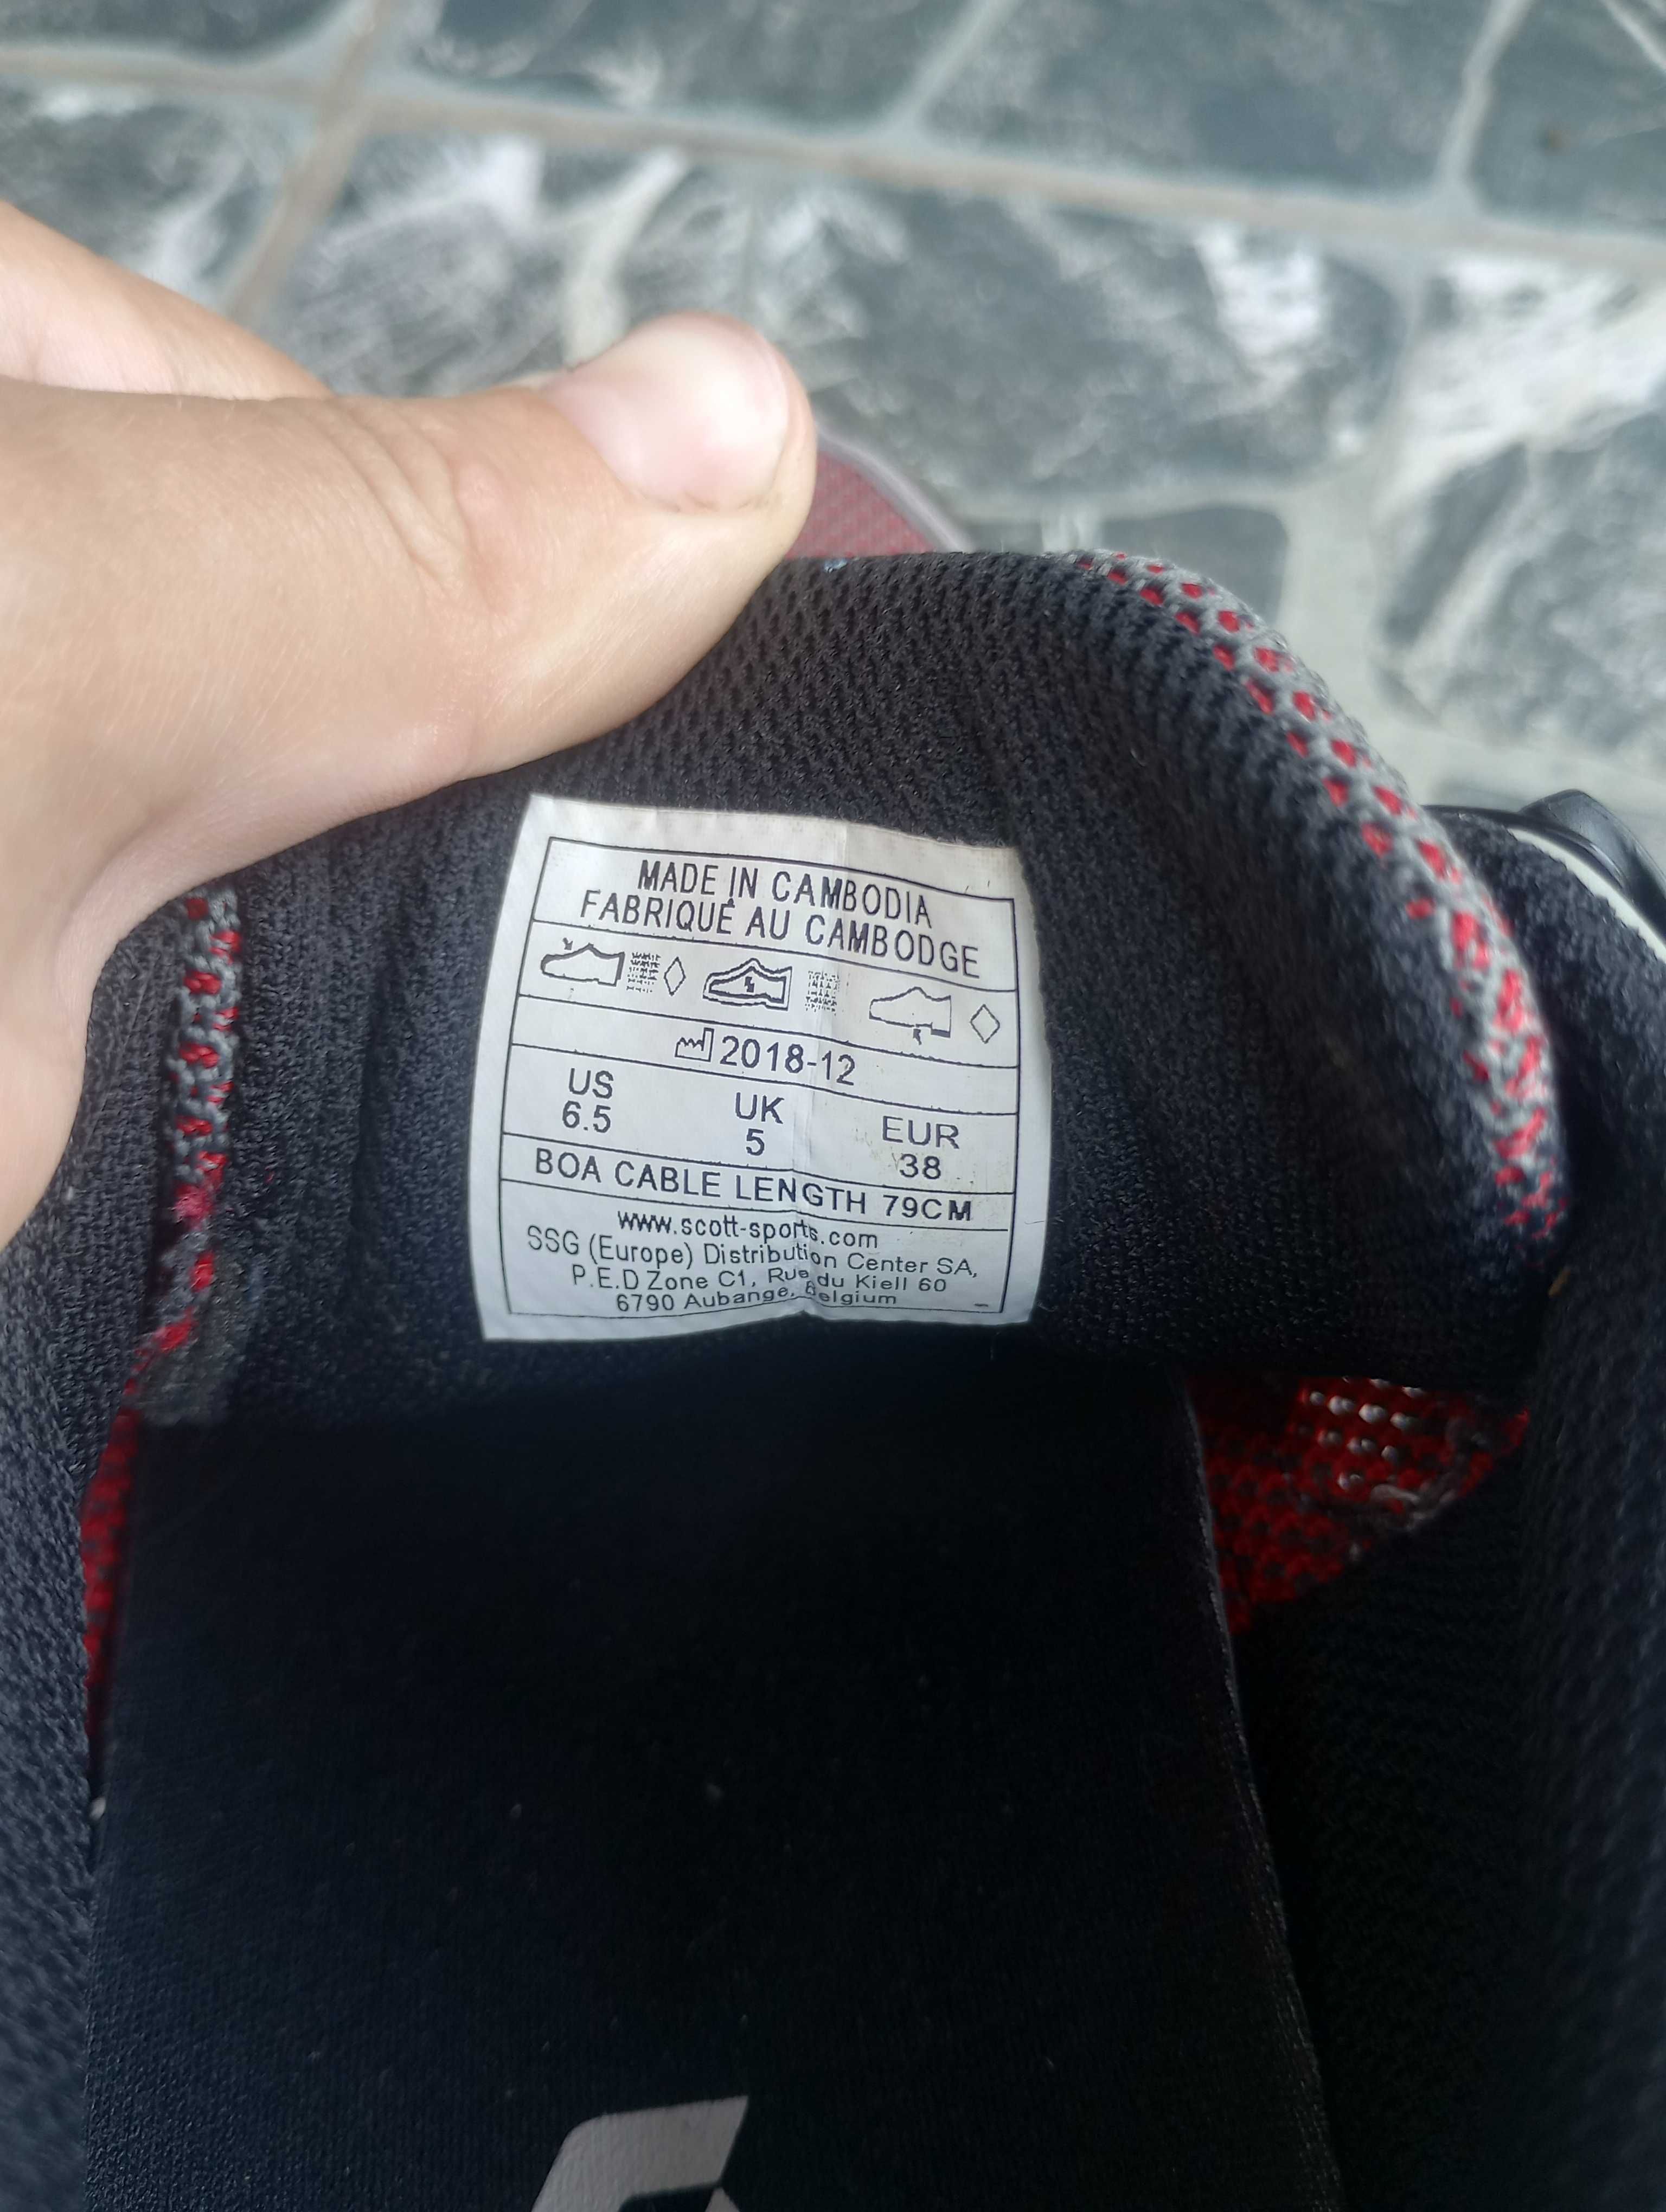 MADE IN CAMBODIA
FABRIQUÉ AU CAMBODGE
2018-12
US UK EUR
6.5 5 38
BOA CABLE LENGTH 79CM
www.scott-sports.com
SSG (Europe) Distribution Center SA,
P.E.D Zone C1, Rue du Kiell 60
6790 Aubange, Belgium